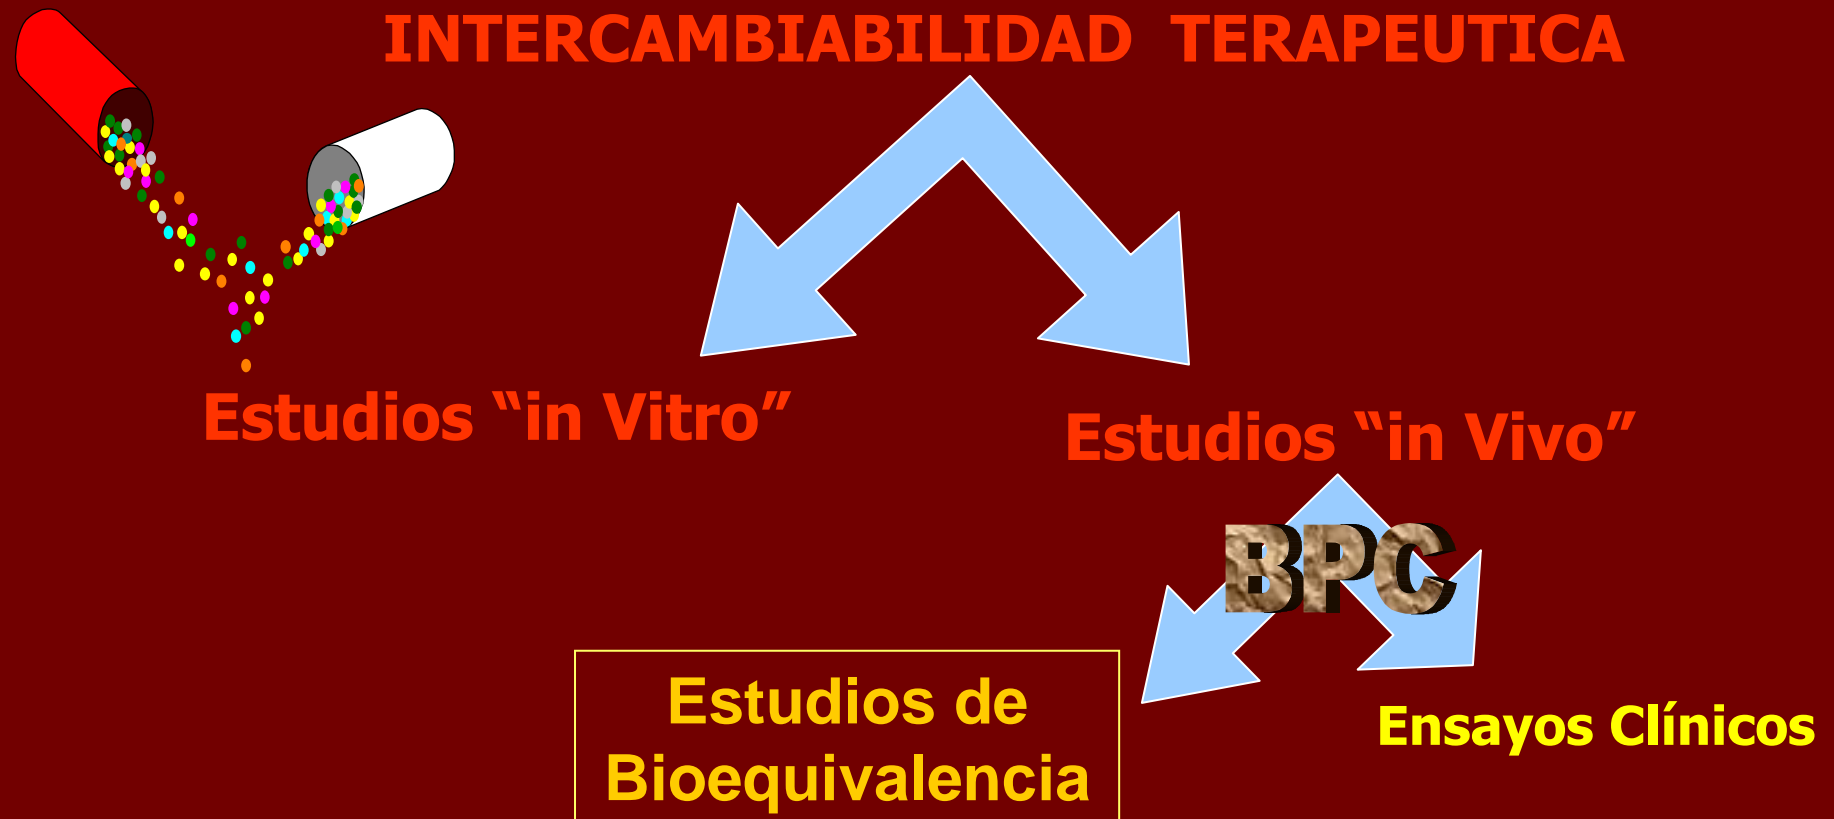 INTERCAMBIABILIDAD TERAPEUTICA
Estudios “in Vitro”
Estudios “in Vivo”
BPC
Estudios de
Bioequivalencia
Ensayos Clínicos